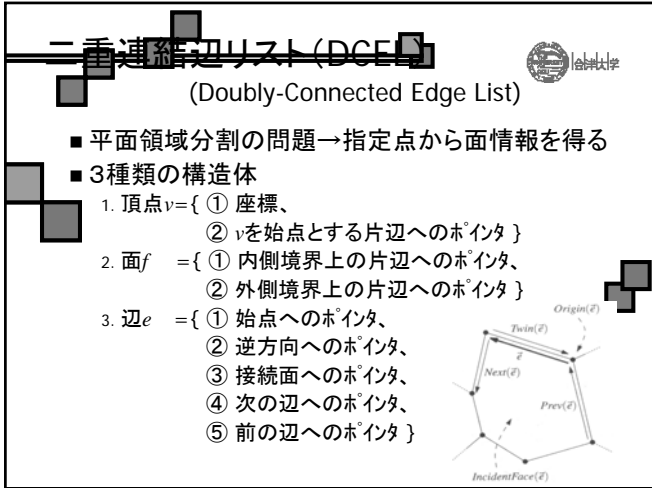 二重連結辺リスト(DCEL)
会津大学
(Doubly-Connected Edge List)
■ 平面領域分割の問題→指定点から面情報を得る
■ 3種類の構造体
1. 頂点v={ ① 座標、
② vを始点とする片辺へのポインタ }
2. 面f ={ ① 内側境界上の片辺へのポインタ、
② 外側境界上の片辺へのポインタ }
3. 辺e ={ ① 始点へのポインタ、
② 逆方向へのポインタ、
③ 接続面へのポインタ、
④ 次の辺へのポインタ、
⑤ 前の辺へのポインタ }
Origin(e⃗)
Twin(e⃗)
e⃗
Next(e⃗)
Prev(e⃗)
IncidentFace(e⃗)